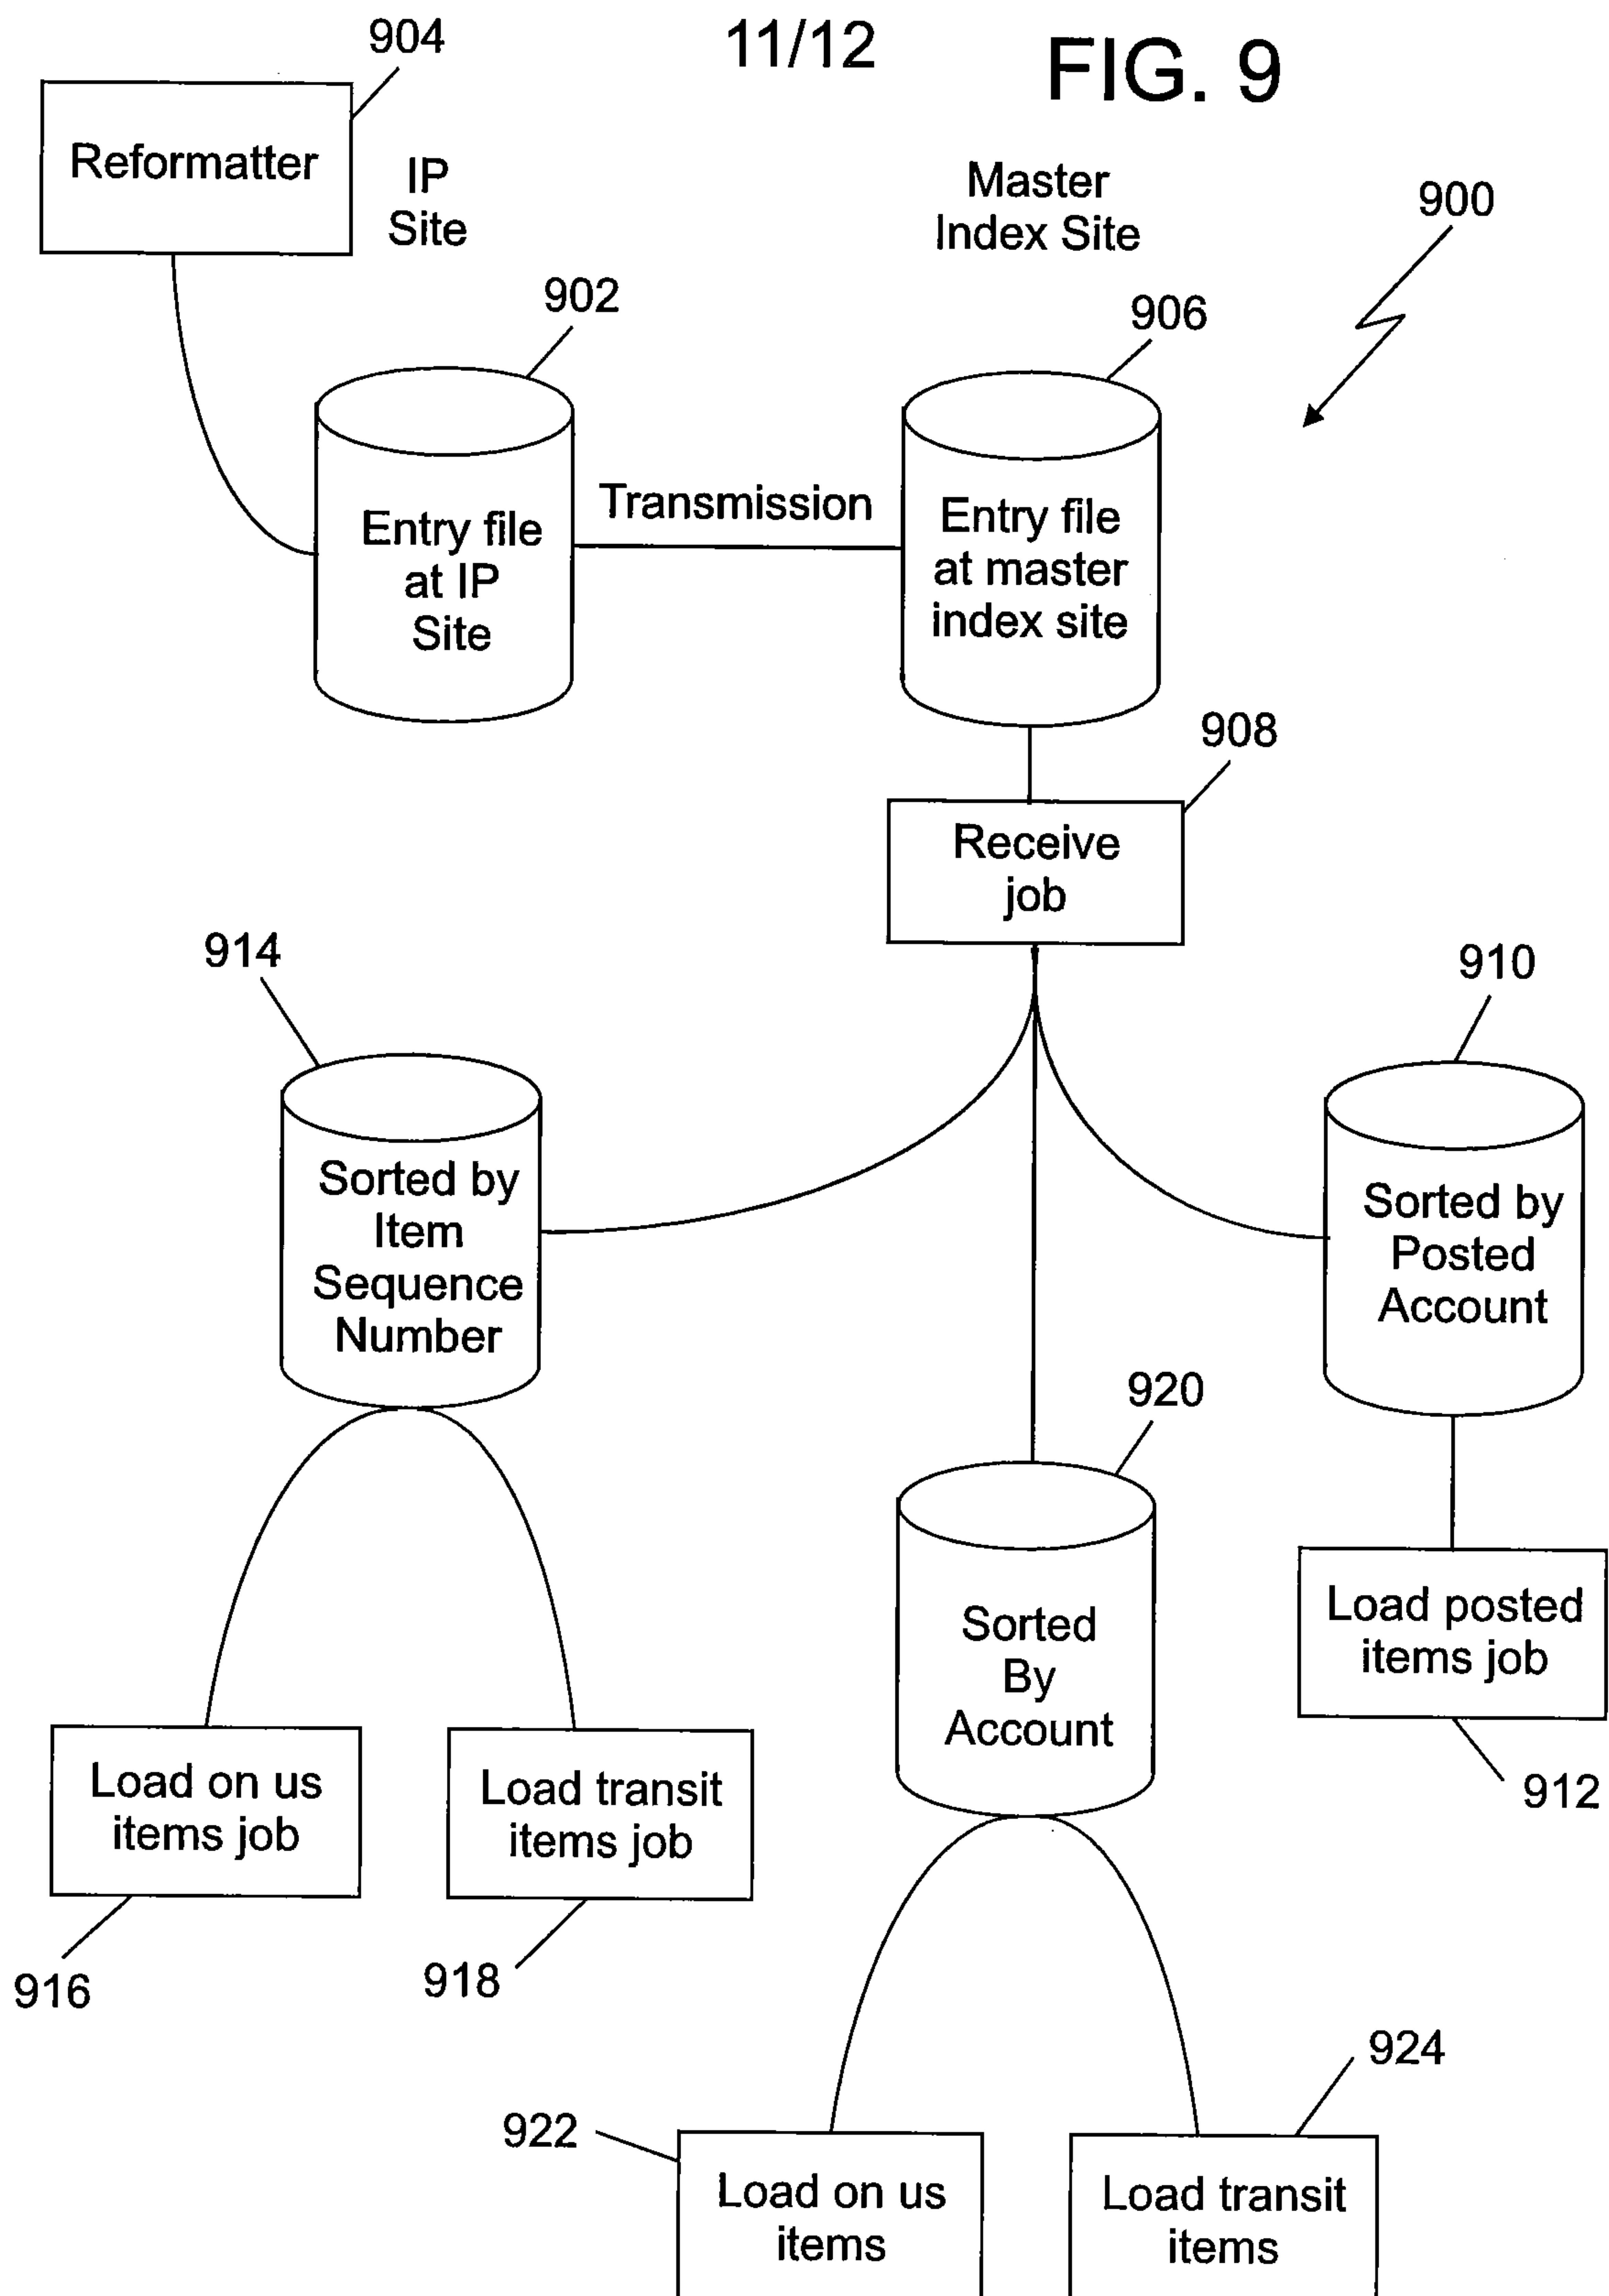 11/12
FIG. 9
904
Reformatter
IP
Site
Master
Index Site
900
902
906
Entry file
at IP
Site
Transmission
Entry file
at master
index site
908
Receive
job
914
910
Sorted by
Item
Sequence
Number
Sorted by
Posted
Account
920
Sorted
By
Account
Load posted
items job
912
Load on us
items job
Load transit
items job
916
918
924
922
Load on us
items
Load transit
items